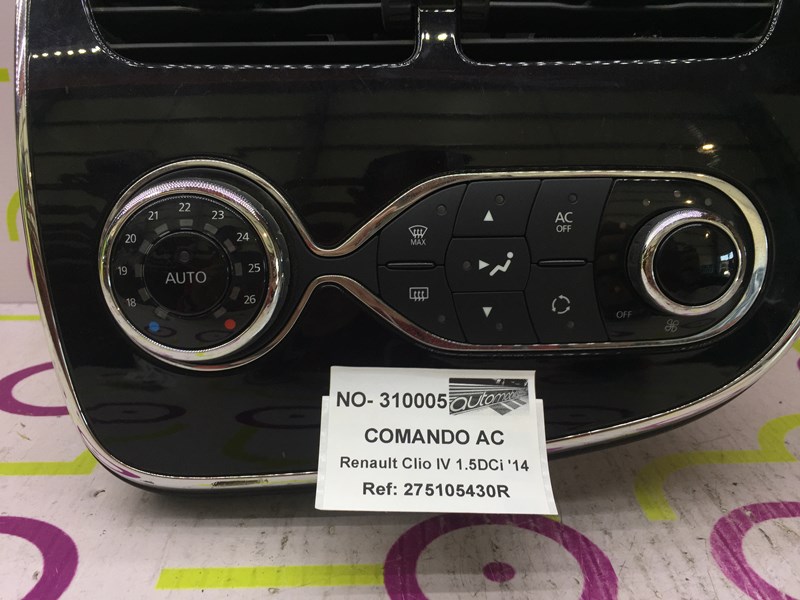 22
21 23
20 24
19 AUTO 25
18 26
MAX
AC
OFF
OFF
NO- 310005
automobile
COMANDO AC
Renault Clio IV 1.5DCi '14
Ref: 275105430R